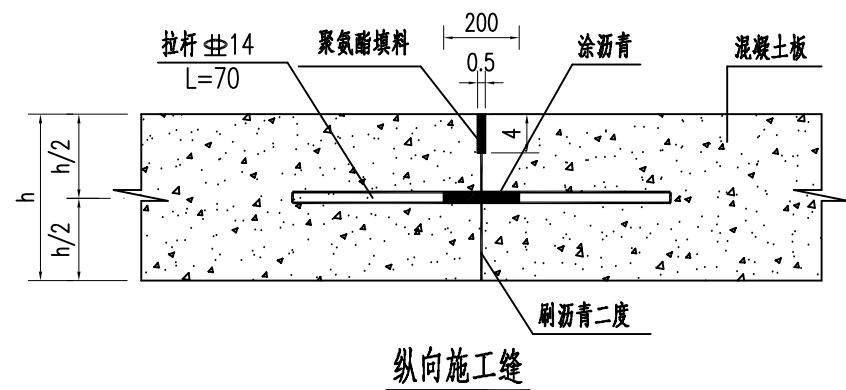 拉杆⌀14
L=70
聚氨酯填料
200
0.5
涂沥青
混凝土板
4
h
h/2
h/2
刷沥青二度
纵向施工缝